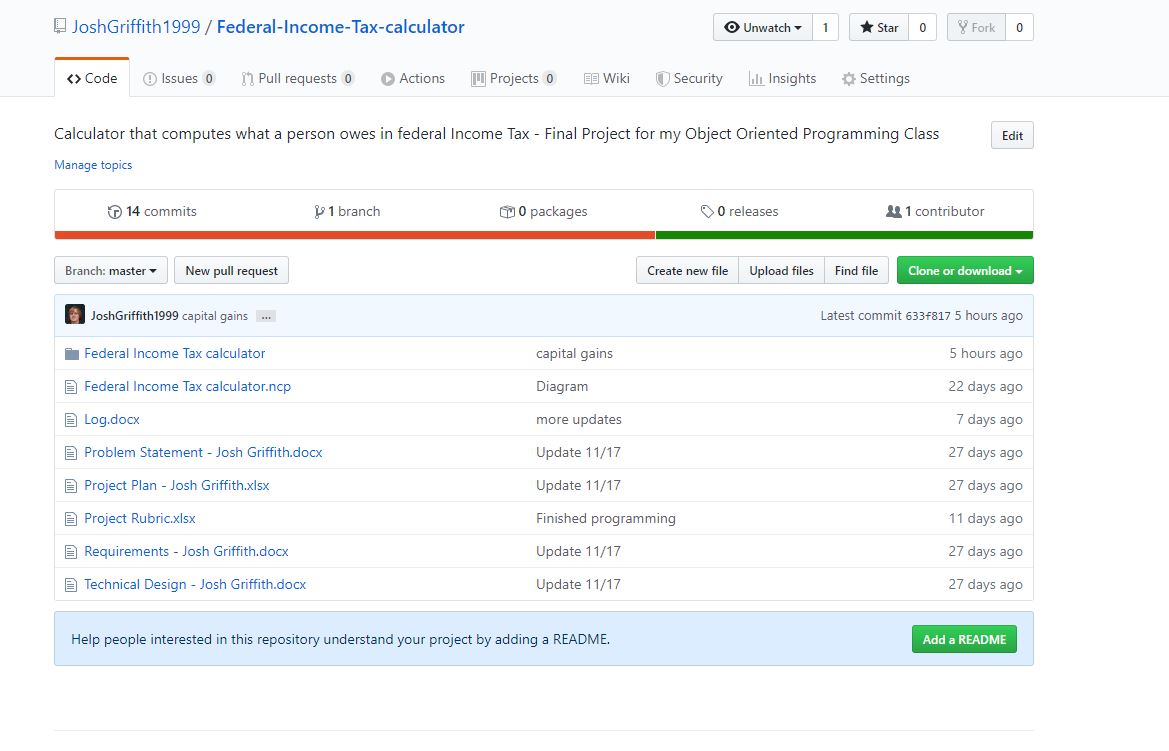 JoshGriffith1999 / Federal-Income-Tax-calculator Unwatch 1 Star 0 Fork 0
Code Issues 0 Pull requests 0 Actions Projects 0 Wiki Security Insights Settings
Calculator that computes what a person owes in federal Income Tax - Final Project for my Object Oriented Programming Class Edit
Manage topics
14 commits 1 branch 0 packages 0 releases 1 contributor
Branch: master New pull request Create new file Upload files Find file Clone or download
JoshGriffith1999 capital gains ... Latest commit 633f817 5 hours ago
Federal Income Tax calculator capital gains 5 hours ago
Federal Income Tax calculator.ncp Diagram 22 days ago
Log.docx more updates 7 days ago
Problem Statement - Josh Griffith.docx Update 11/17 27 days ago
Project Plan - Josh Griffith.xlsx Update 11/17 27 days ago
Project Rubric.xlsx Finished programming 11 days ago
Requirements - Josh Griffith.docx Update 11/17 27 days ago
Technical Design - Josh Griffith.docx Update 11/17 27 days ago
Help people interested in this repository understand your project by adding a README. Add a README